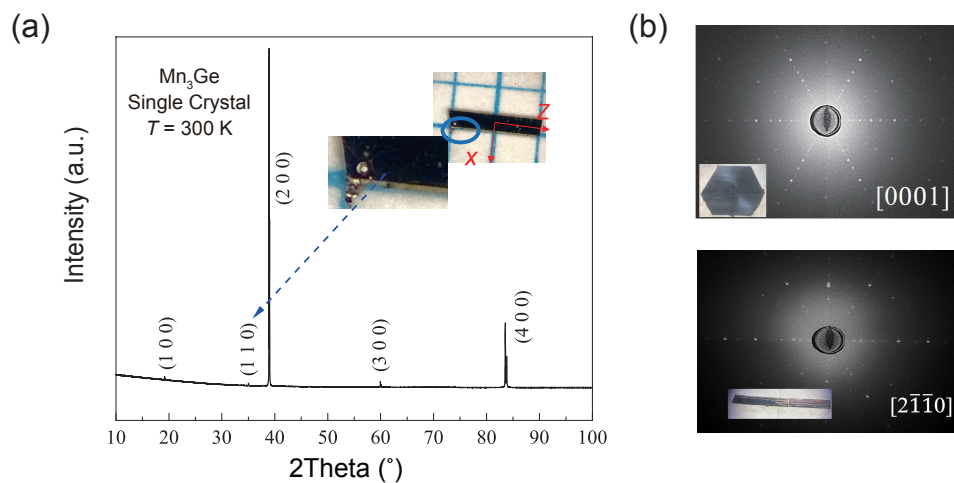 (a)
Mn₃Ge
Single Crystal
T = 300 K
Intensity (a.u.)
(1 0 0)
(1 1 0)
(2 0 0)
(3 0 0)
(4 0 0)
Z
x
10 20 30 40 50 60 70 80 90 100
2Theta (°)
(b)
[0001]
[21̅1̅0]